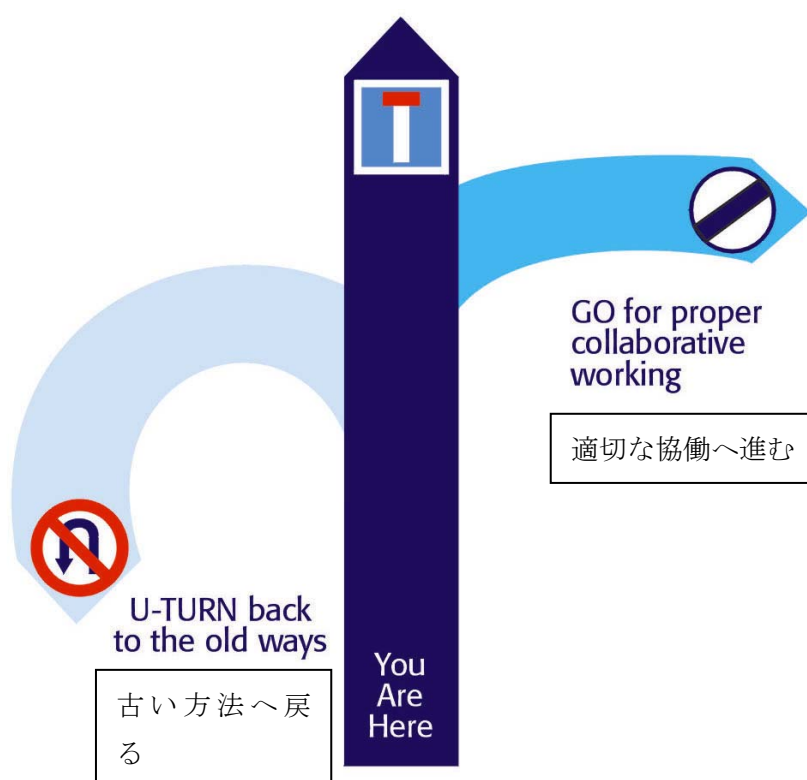 GO for proper
collaborative
working
適切な協働へ進む
U-TURN back
to the old ways
古い方法へ戻
る
You
Are
Here